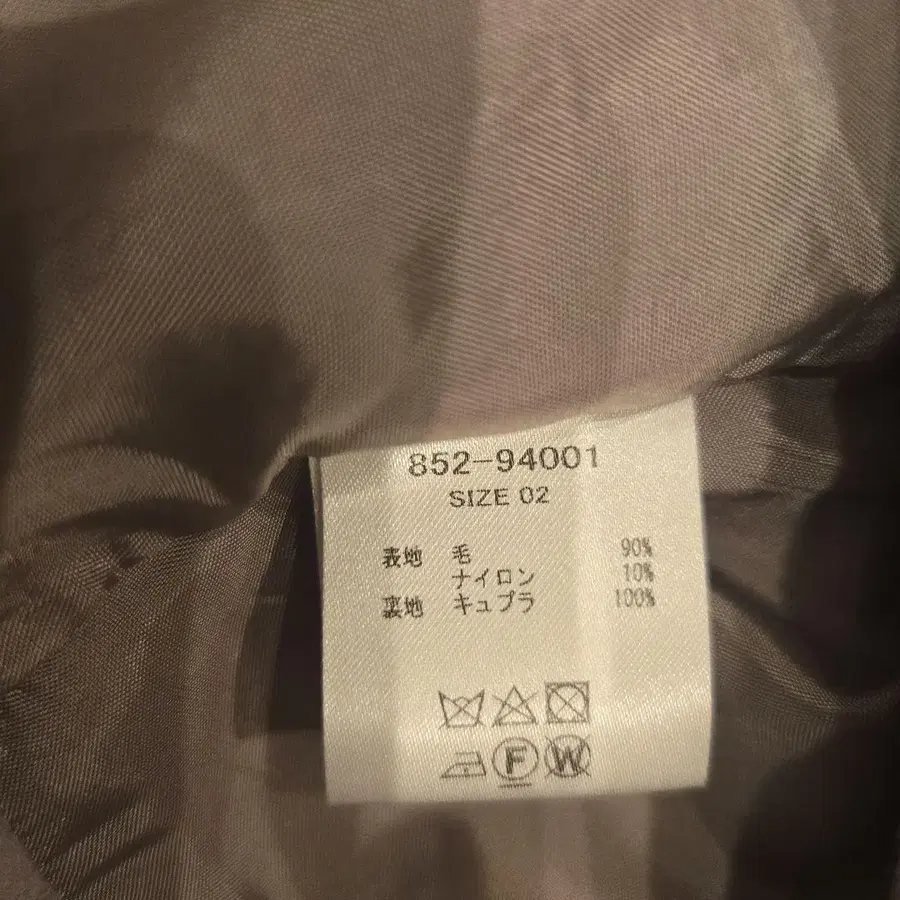 852-94001
SIZE 02
表地 毛 90%
ナイロン 10%
裏地 キュプラ 100%
F W